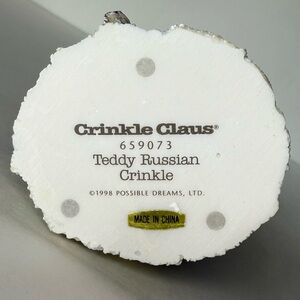 Crinkle Claus®
659073
Teddy Russian
Crinkle
©1998 POSSIBLE DREAMS, LTD.
MADE IN CHINA